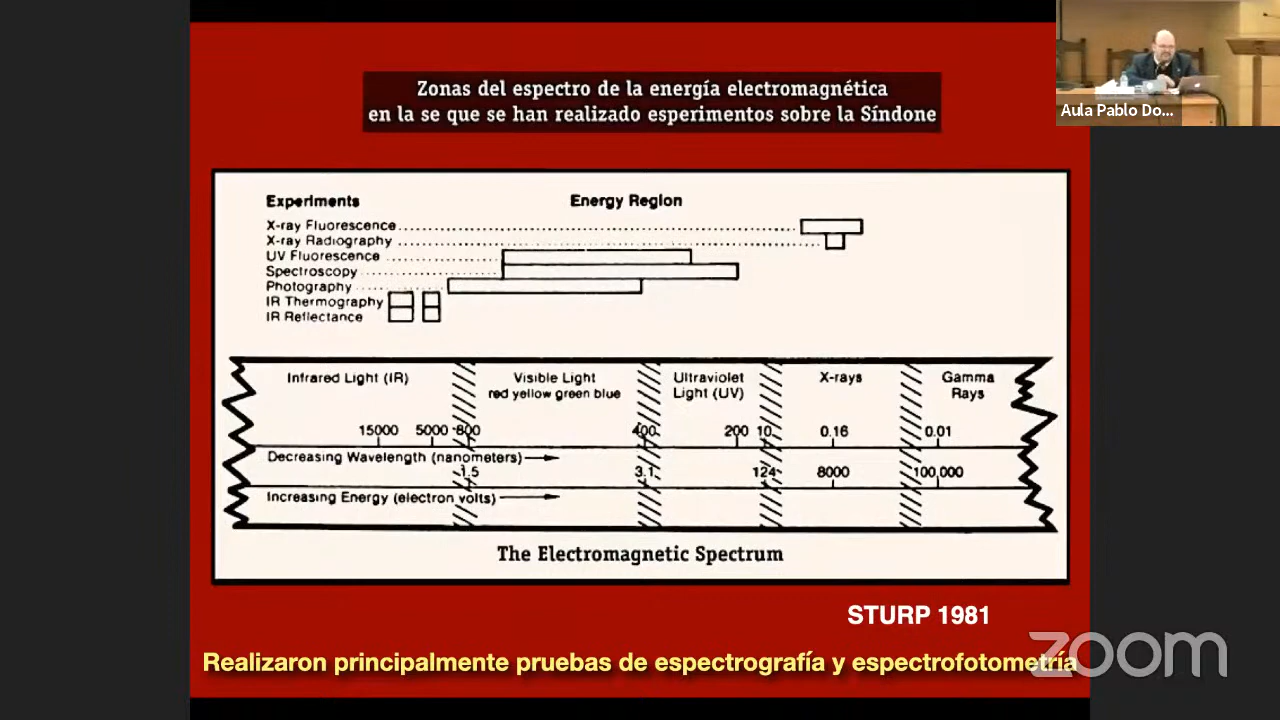 Zonas del espectro de la energía electromagnética
en la se que se han realizado esperimentos sobre la Síndone
Aula Pablo Do...
Experiments Energy Region
X-ray Fluorescence
X-ray Radiography
UV Fluorescence
Spectroscopy
Photography
IR Thermography
IR Reflectance
Infrared Light (IR) Visible Light Ultraviolet X-rays Gamma
red yellow green blue Light (UV) Rays
15000 5000 800 400 200 10 0.16 0.01
Decreasing Wavelength (nanometers)
1.5 3.1 124 8000 100,000
Increasing Energy (electron volts)
The Electromagnetic Spectrum
STURP 1981
Realizaron principalmente pruebas de espectrografía y espectrofotometría
zoom